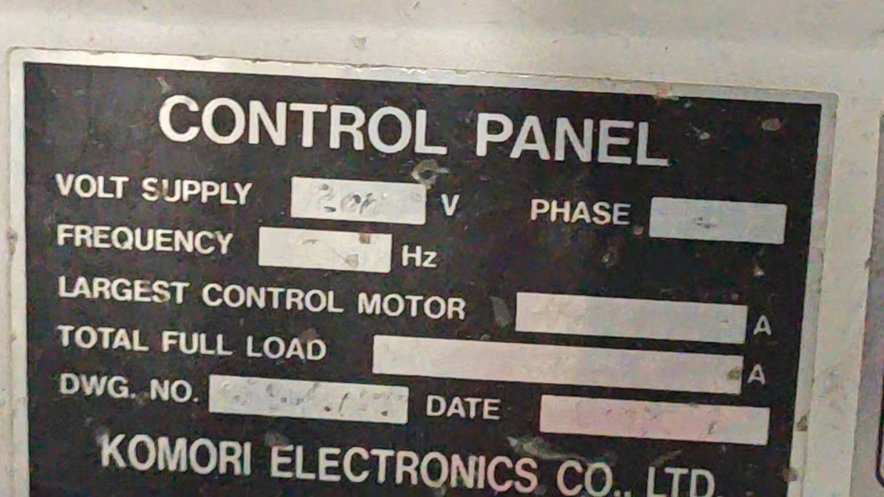 CONTROL PANEL
VOLT SUPPLY 200 V PHASE
FREQUENCY Hz
LARGEST CONTROL MOTOR A
TOTAL FULL LOAD A
DWG. NO. DATE
KOMORI ELECTRONICS CO., LTD